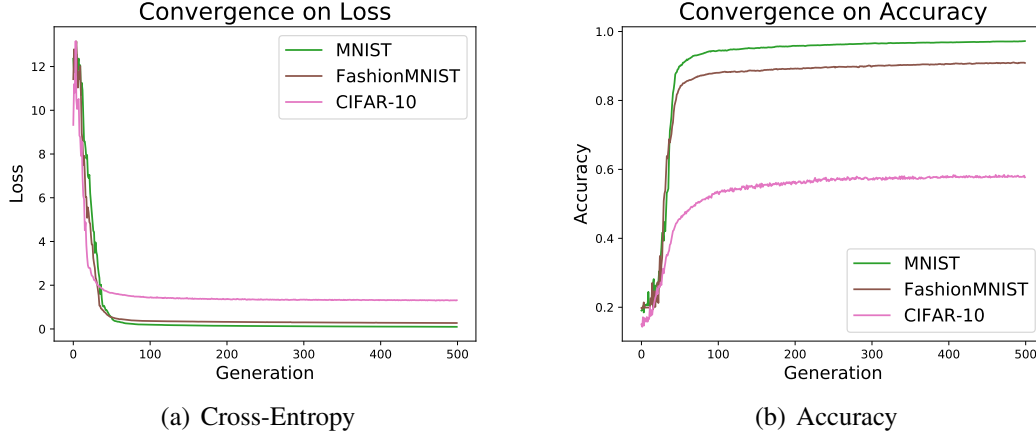 Convergence on Loss
MNIST
FashionMNIST
CIFAR-10
Loss
12
10
8
6
4
2
0
0 100 200 300 400 500
Generation
(a) Cross-Entropy
Convergence on Accuracy
Accuracy
1.0
0.8
0.6
0.4
0.2
MNIST
FashionMNIST
CIFAR-10
0 100 200 300 400 500
Generation
(b) Accuracy